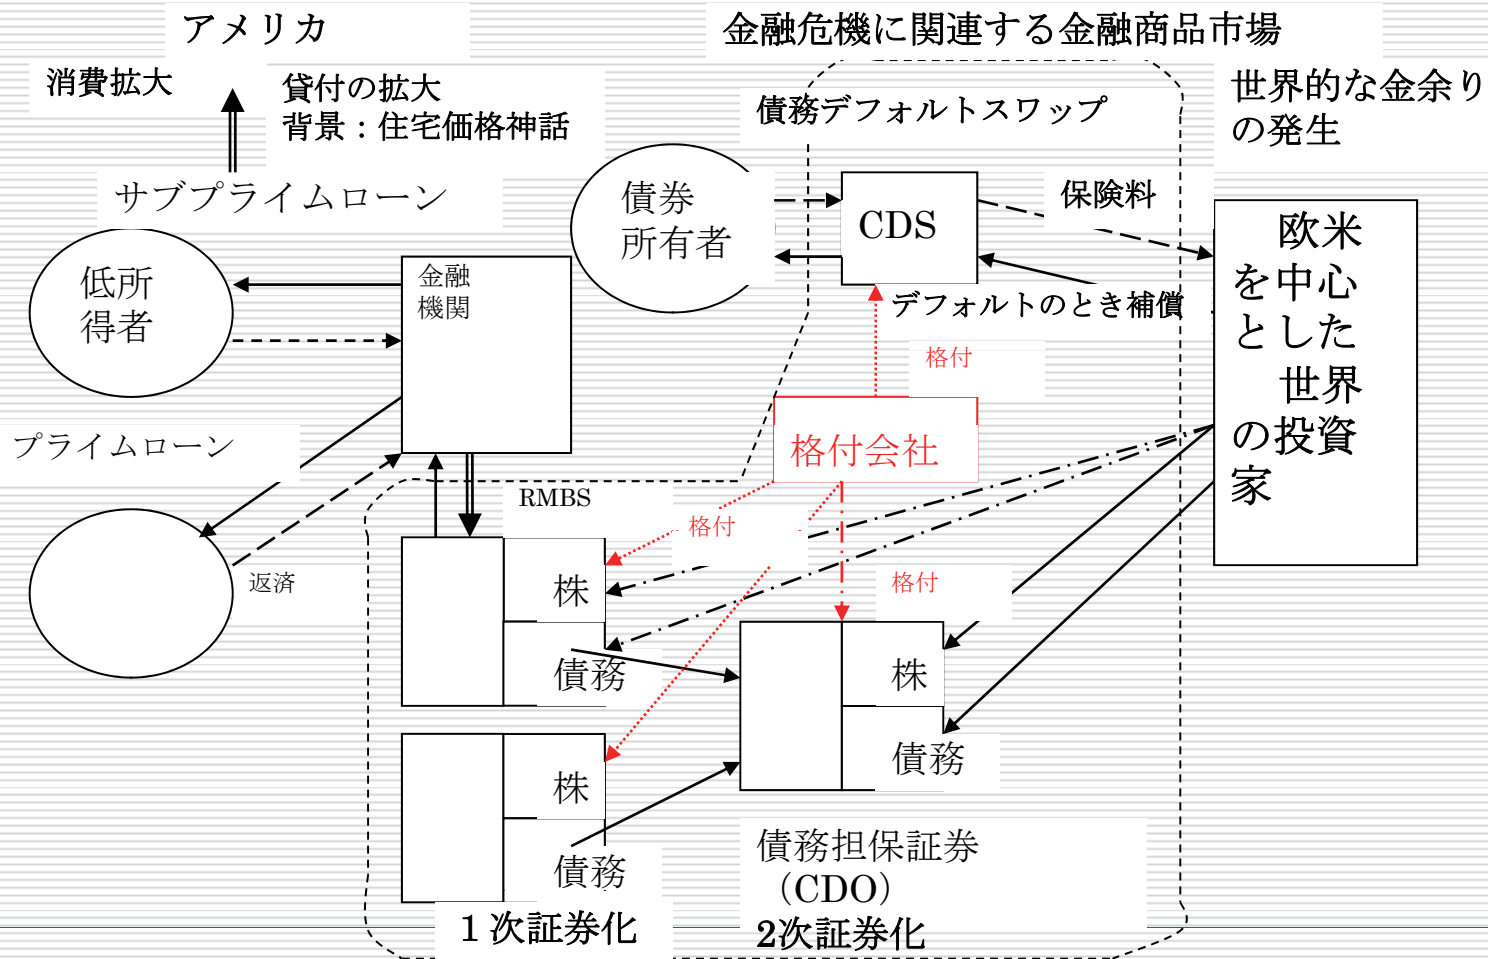 アメリカ
金融危機に関連する金融商品市場
消費拡大
貸付の拡大
背景：住宅価格神話
債務デフォルトスワップ
世界的な金余り
の発生
サブプライムローン
債券
所有者
CDS
保険料
欧米
を中心
とした
世界
の投資
家
低所
得者
金融
機関
デフォルトのとき補償
格付
格付会社
プライムローン
RMBS
格付
返済
株
格付
債務
株
債務
株
債務
債務担保証券
（CDO）
１次証券化
2次証券化